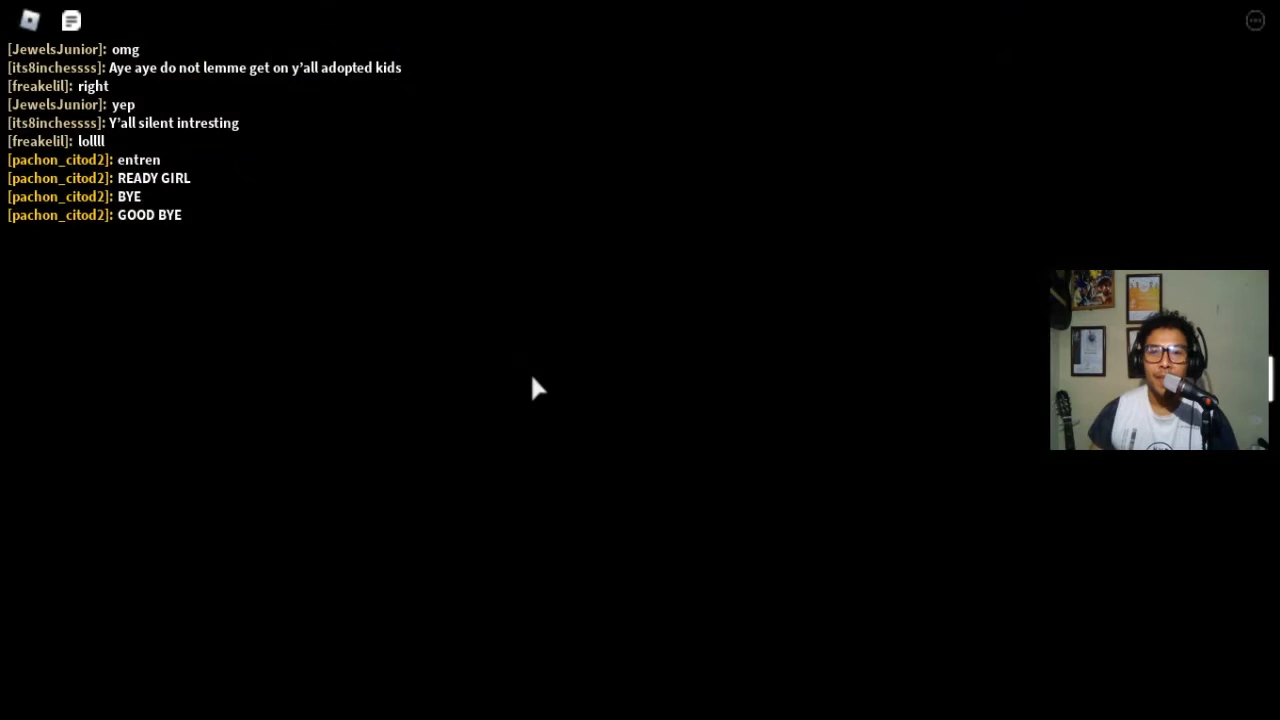 [JewelsJunior]: omg
[its8inchessss]: Aye aye do not lemme get on y'all adopted kids
[freakelil]: right
[JewelsJunior]: yep
[its8inchessss]: Y'all silent intresting
[freakelil]: lollll
[pachon_citod2]: entren
[pachon_citod2]: READY GIRL
[pachon_citod2]: BYE
[pachon_citod2]: GOOD BYE